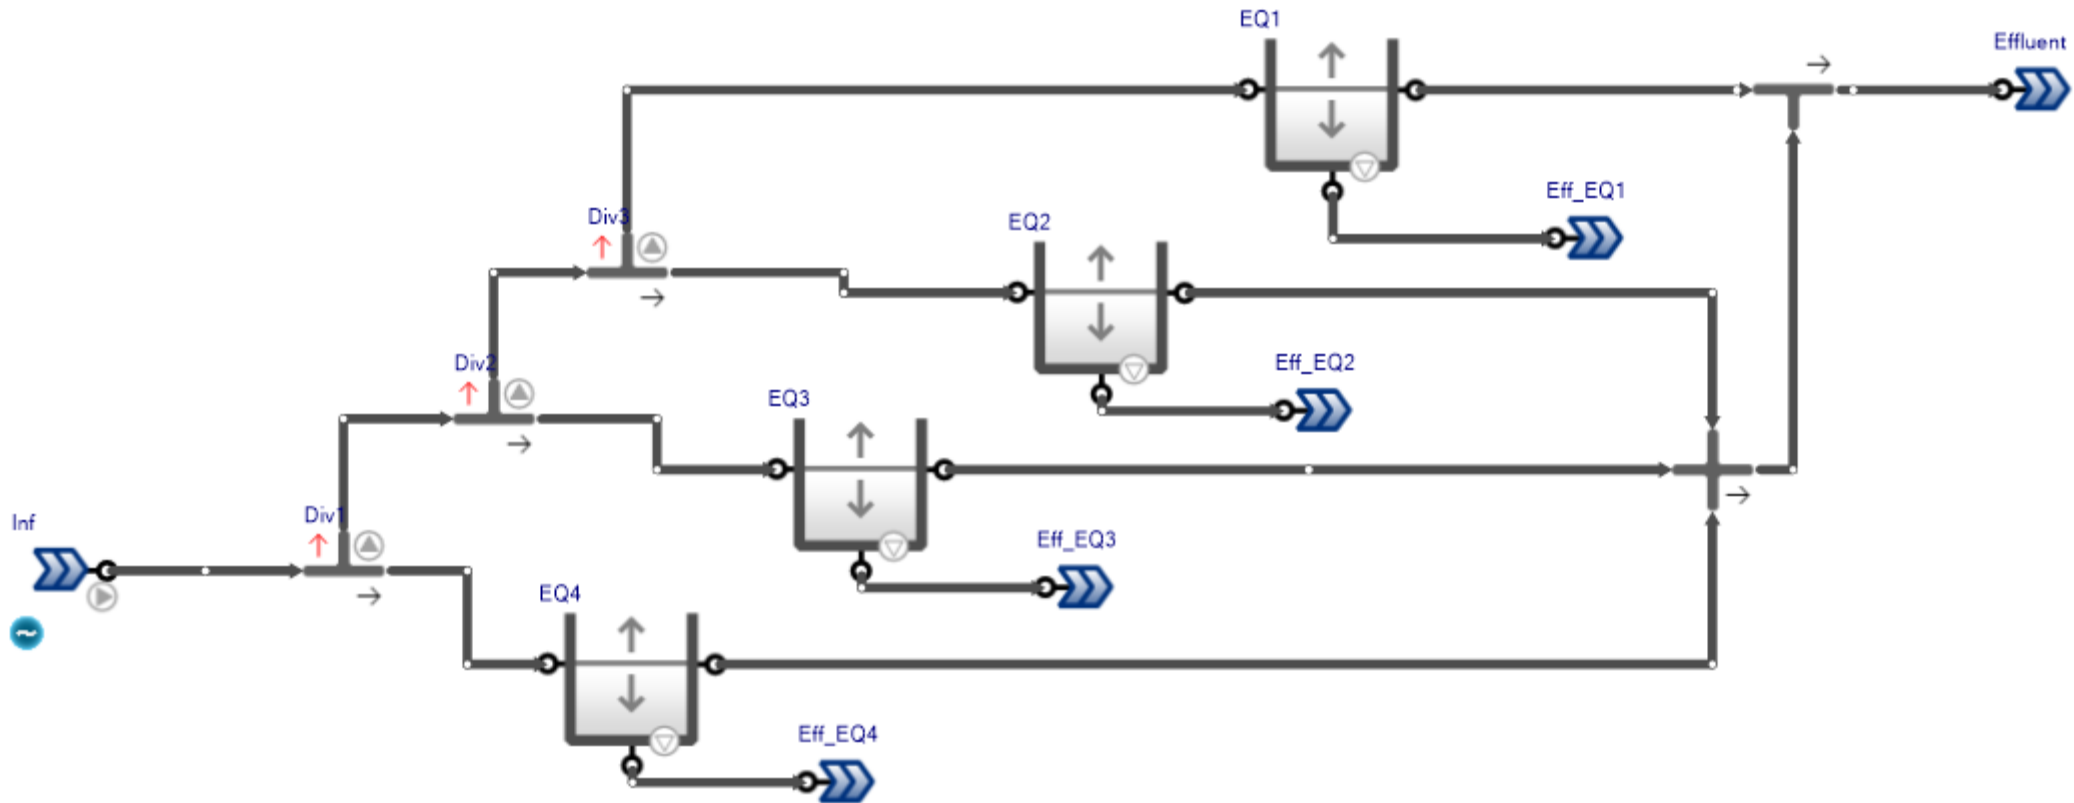 EQ1
Effluent
Eff_EQ1
Div3
EQ2
Div2
Eff_EQ2
EQ3
Inf
Div1
Eff_EQ3
EQ4
Eff_EQ4